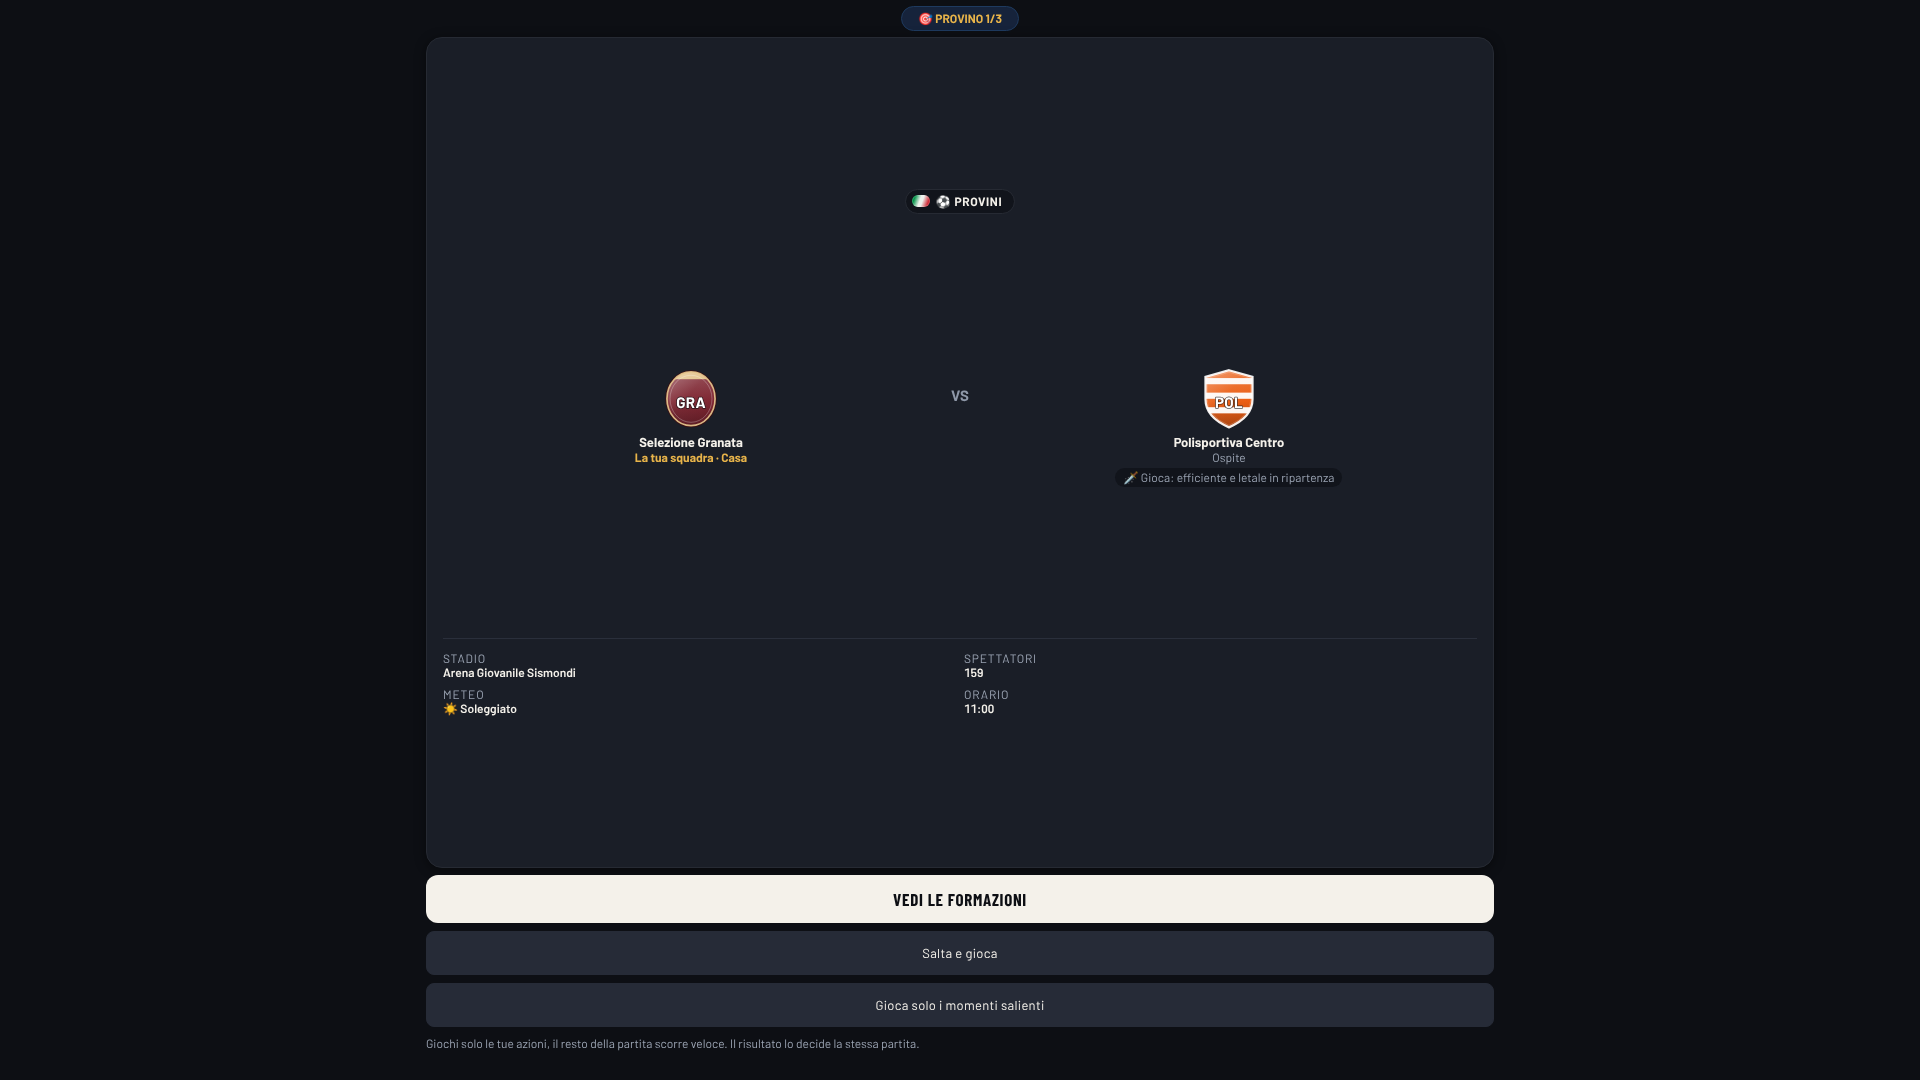 🎯 PROVINO 1/3
⚽ PROVINI
GRA
Selezione Granata
La tua squadra · Casa
VS
POL
Polisportiva Centro
Ospite
🗡️ Gioca: efficiente e letale in ripartenza
STADIO
Arena Giovanile Sismondi
SPETTATORI
159
METEO
☀️ Soleggiato
ORARIO
11:00
VEDI LE FORMAZIONI
Salta e gioca
Gioca solo i momenti salienti
Giochi solo le tue azioni, il resto della partita scorre veloce. Il risultato lo decide la stessa partita.